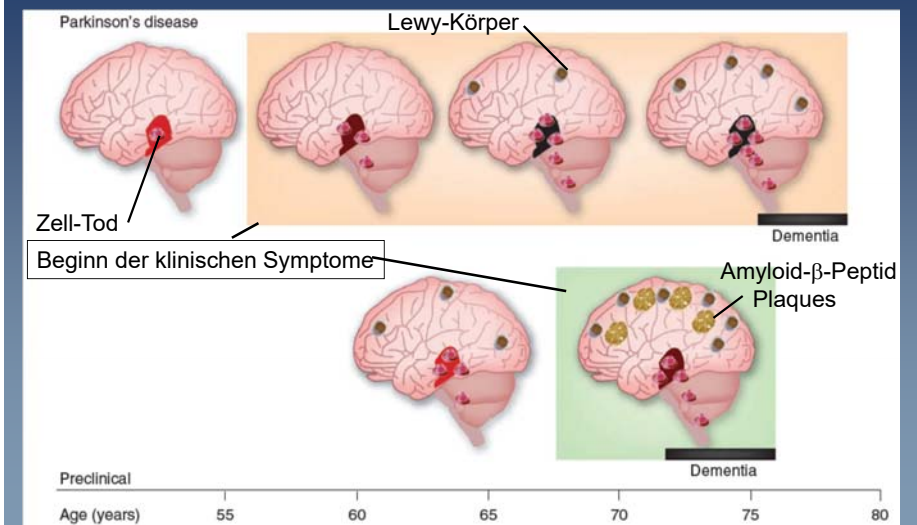 Parkinson's disease
Lewy-Körper
Zell-Tod
Dementia
Beginn der klinischen Symptome
Amyloid-β-Peptid
Plaques
Dementia
Preclinical
Age (years) 55 60 65 70 75 80